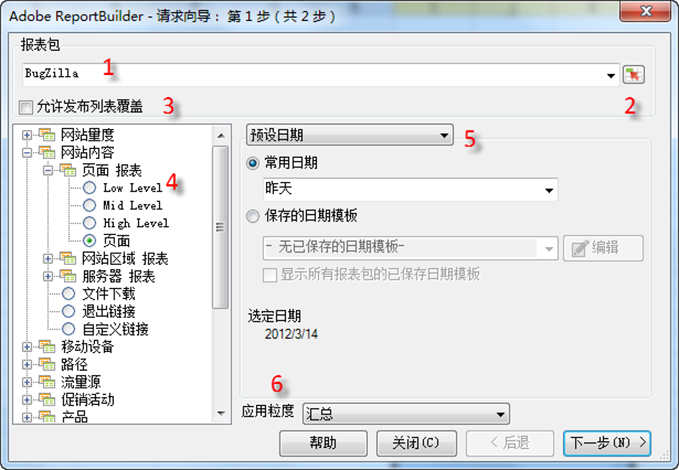 Adobe ReportBuilder - 请求向导： 第 1 步 ( 共 2 步 )
报表包
BugZilla 1
2
允许发布列表覆盖 3
网站量度
网站内容
页面 报表
Low Level 4
Mid Level
High Level
页面
网站区域 报表
服务器 报表
文件下载
退出链接
自定义链接
移动设备
路径
流量源
促销活动
产品
预设日期 5
常用日期
昨天
保存的日期模板
- 无已保存的日期模板-
编辑
显示所有报表包的已保存日期模板
选定日期
2012/3/14
6
应用粒度 汇总
帮助 关闭(C) < 后退 下一步(N) >